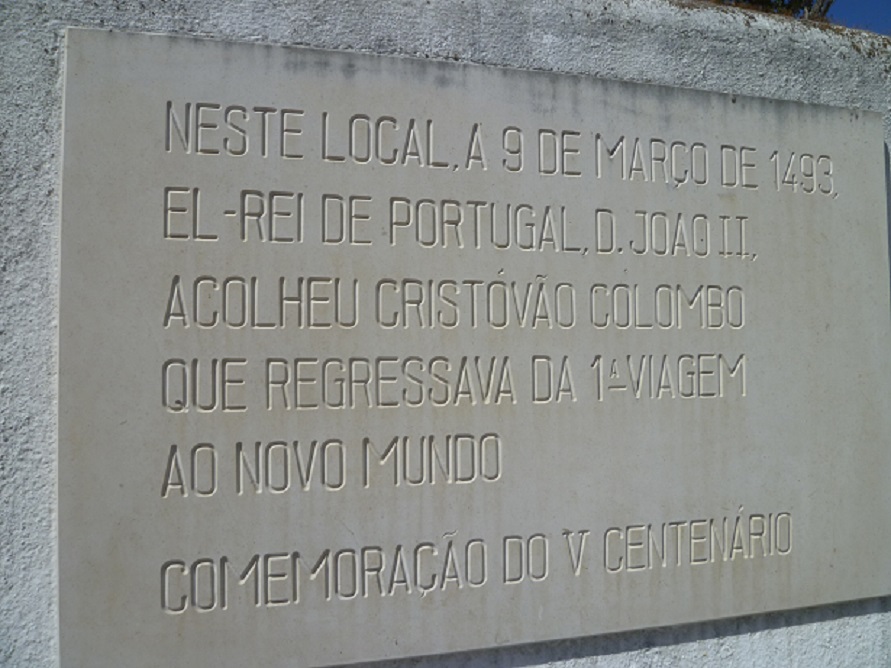 NESTE LOCAL, A 9 DE MARÇO DE 1493,
EL-REI DE PORTUGAL, D. JOAO II,
ACOLHEU CRISTÓVÃO COLOMBO
QUE REGRESSAVA DA 1ª VIAGEM
AO NOVO MUNDO
COMEMORAÇÃO DO V CENTENÁRIO